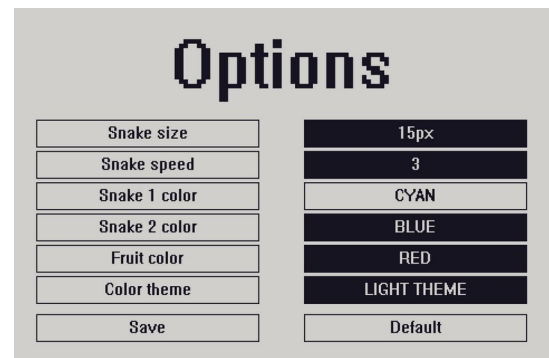 Options
Snake size 15px
Snake speed 3
Snake 1 color CYAN
Snake 2 color BLUE
Fruit color RED
Color theme LIGHT THEME
Save Default